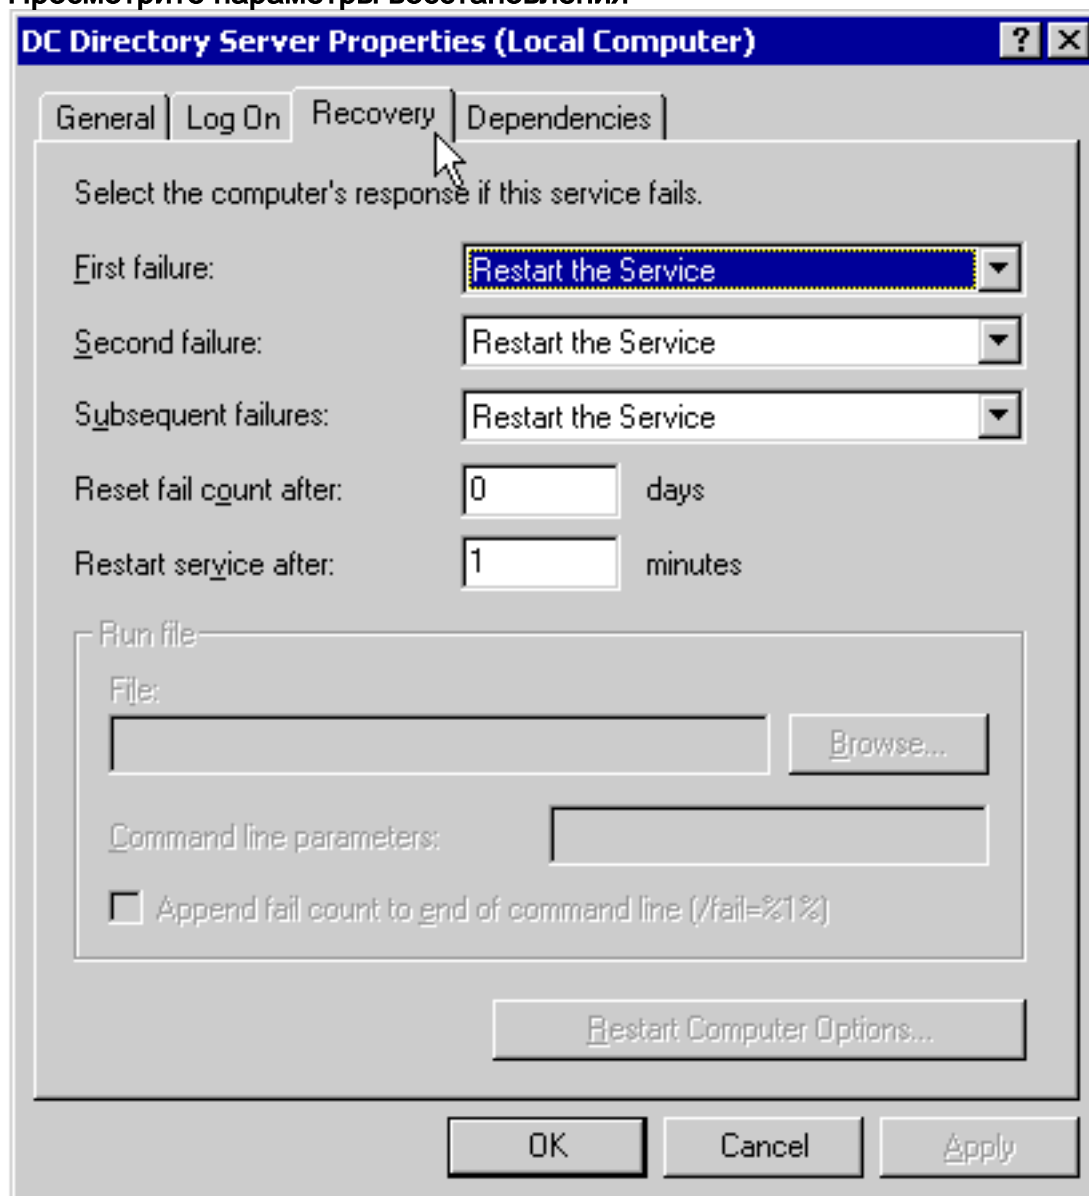 Просмотрите параметры восстановления
DC Directory Server Properties (Local Computer)
General Log On Recovery Dependencies
Select the computer's response if this service fails.
First failure: Restart the Service
Second failure: Restart the Service
Subsequent failures: Restart the Service
Reset fail count after: 0 days
Restart service after: 1 minutes
Run file
File:
Browse...
Command line parameters:
Append fail count to end of command line (/fail=%1%)
Restart Computer Options...
OK Cancel Apply